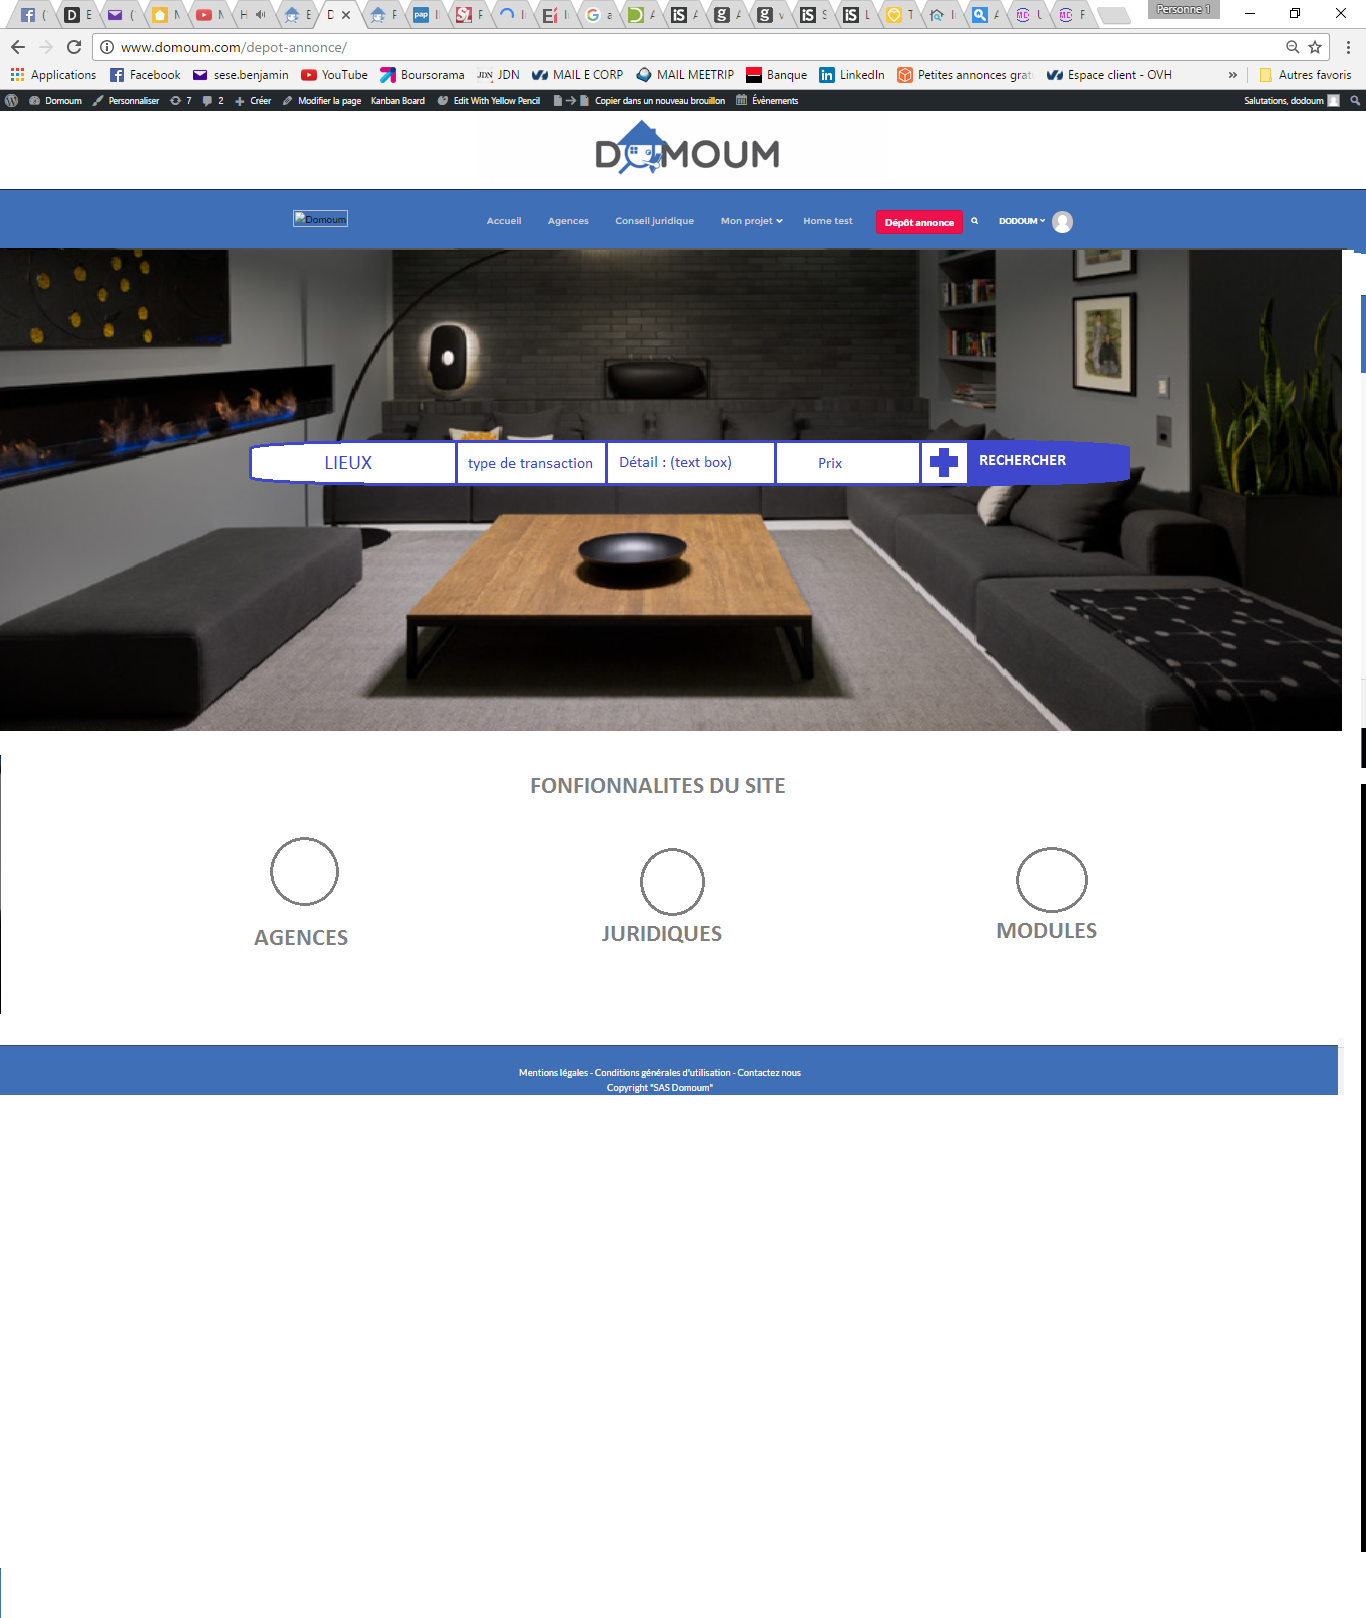 Personne 1
www.domoum.com/depot-annonce/
Applications Facebook sese.benjamin YouTube Boursorama JDN MAIL E CORP MAIL MEETRIP Banque LinkedIn Petites annonces grat Espace client - OVH » Autres favoris
Domoum Personnaliser 7 2 Créer Modifier la page Kanban Board Edit With Yellow Pencil Copier dans un nouveau brouillon Évènements Salutations, dodoum
DOMOUM
Domoum Accueil Agences Conseil juridique Mon projet Home test Dépôt annonce DODOUM
LIEUX type de transaction Détail : (text box) Prix RECHERCHER
FONFIONNALITES DU SITE
AGENCES JURIDIQUES MODULES
Mentions légales - Conditions générales d'utilisation - Contactez nous
Copyright "SAS Domoum"